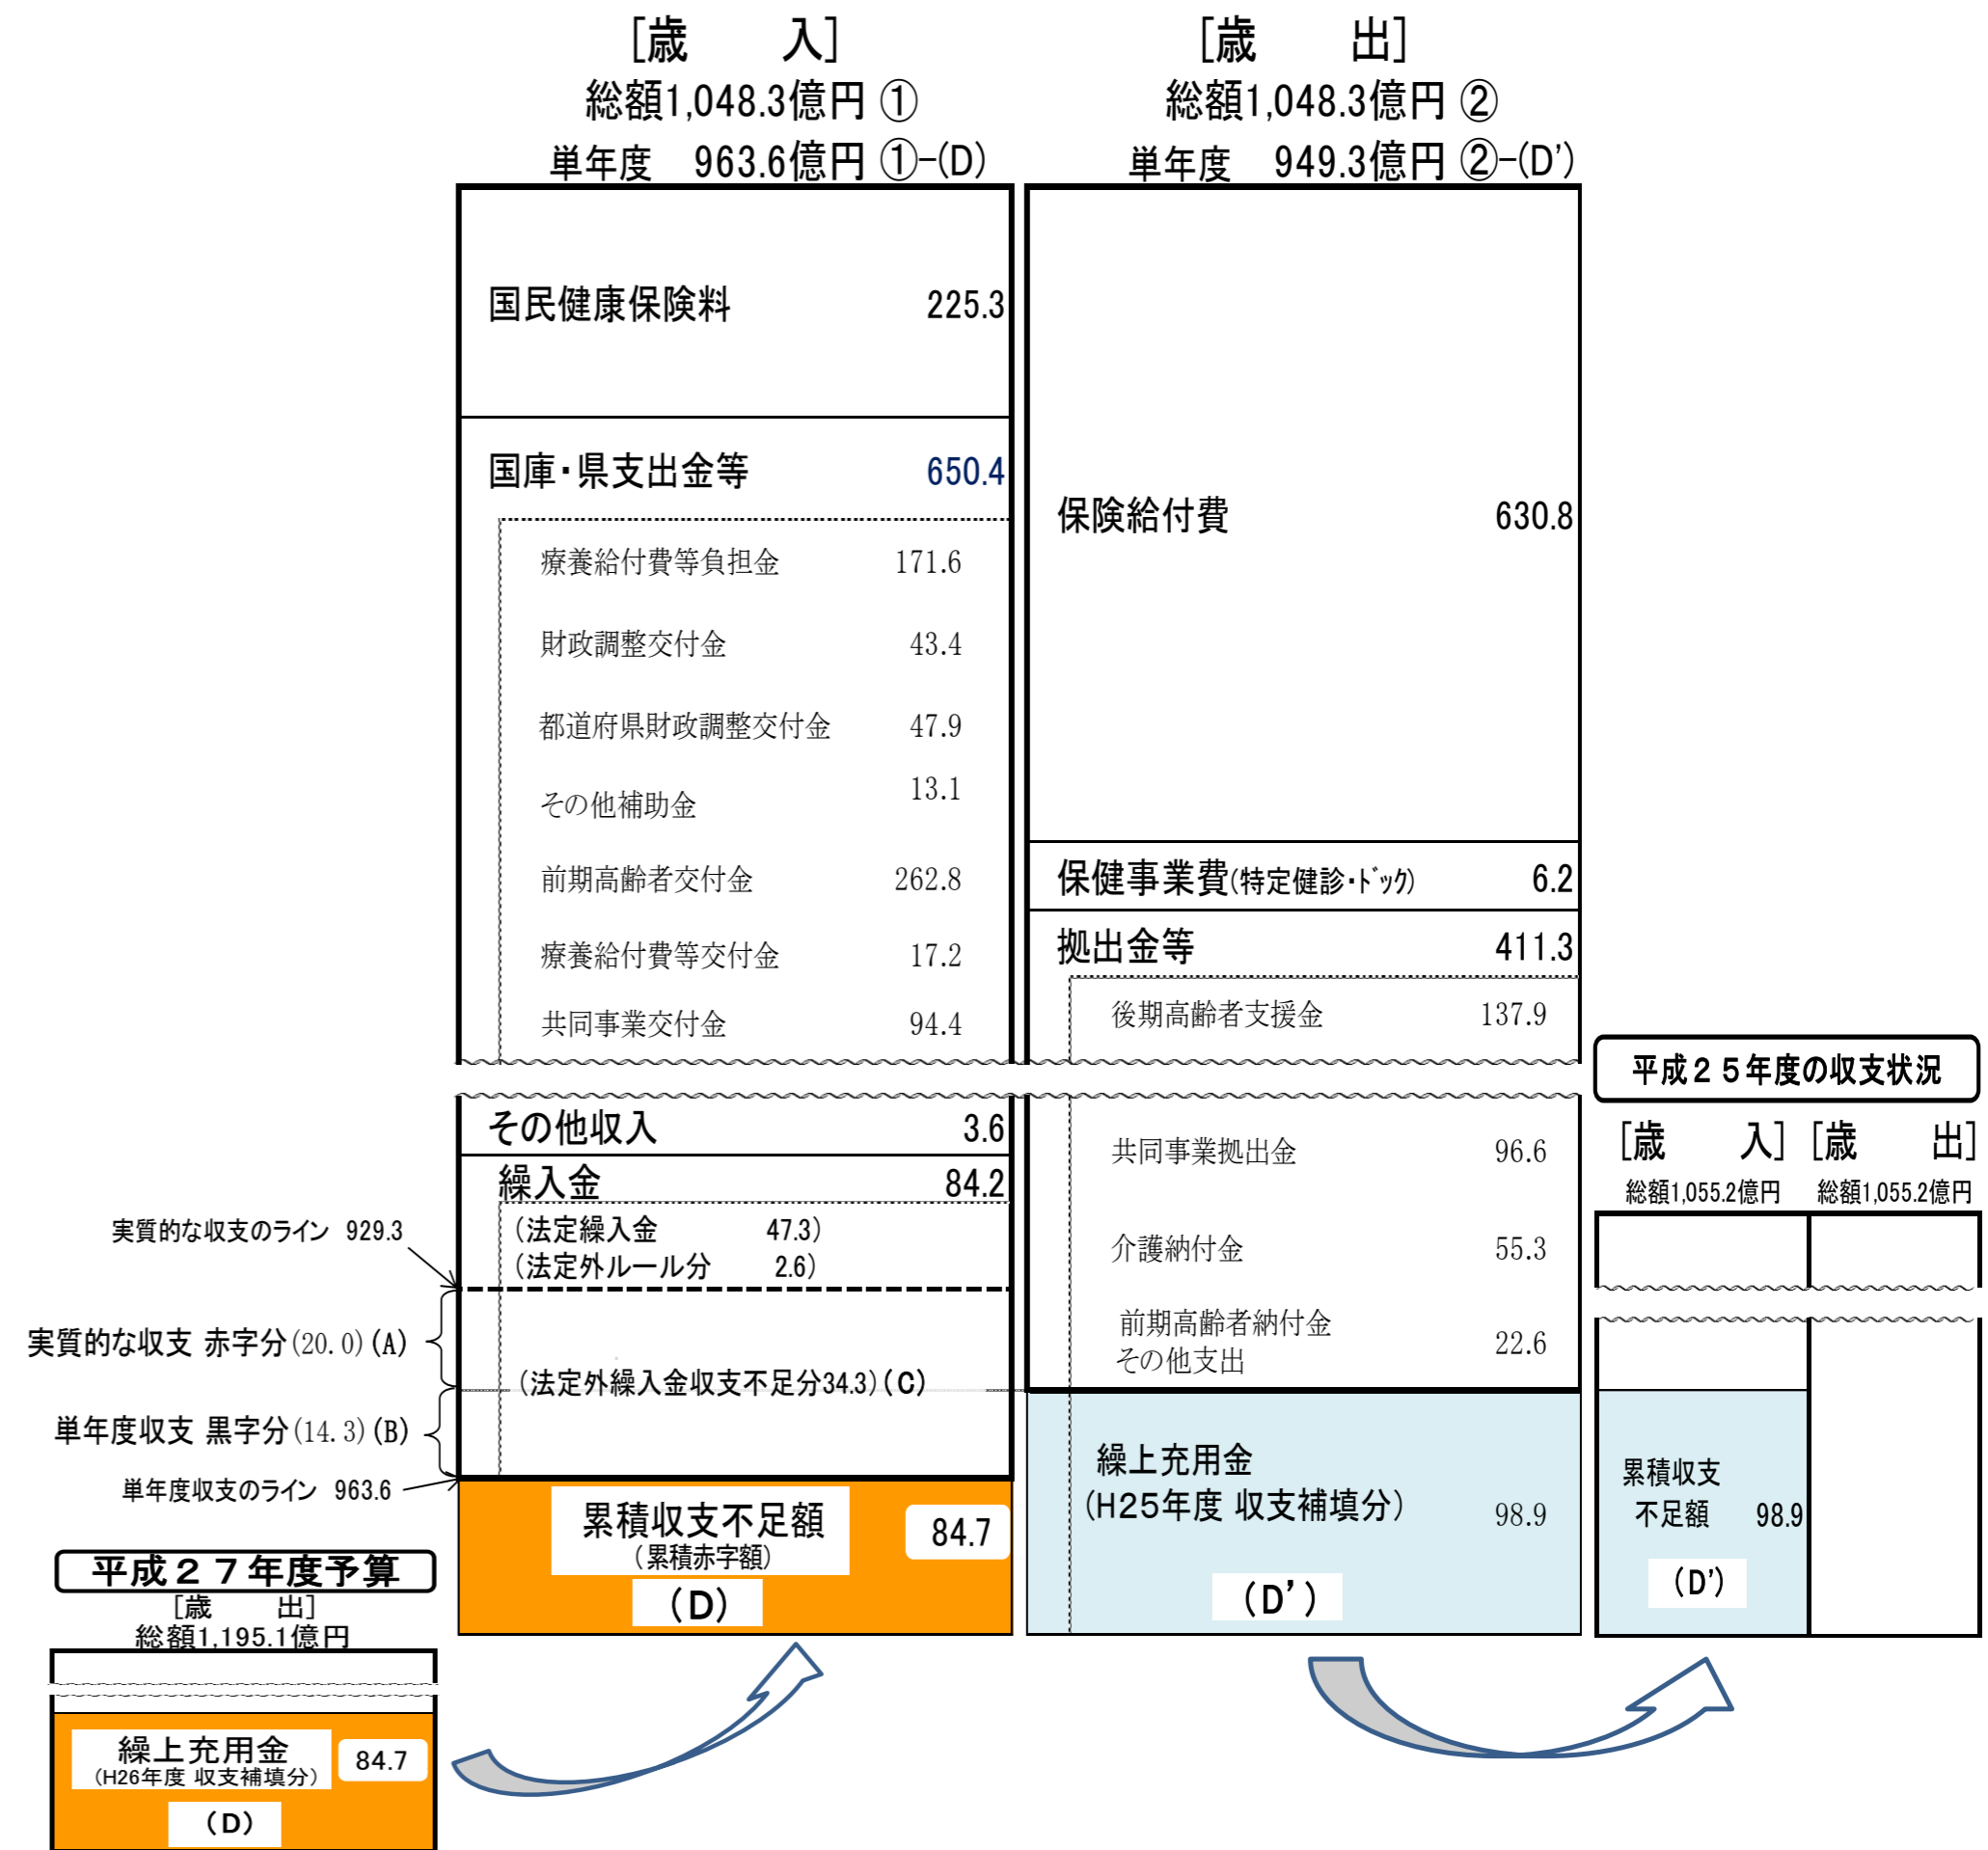 [歳　　入]
総額1,048.3億円 ①
単年度　963.6億円 ①-(D)
国民健康保険料 225.3
国庫・県支出金等 650.4
療養給付費等負担金 171.6
財政調整交付金 43.4
都道府県財政調整交付金 47.9
その他補助金 13.1
前期高齢者交付金 262.8
療養給付費等交付金 17.2
共同事業交付金 94.4
その他収入 3.6
繰入金 84.2
(法定繰入金 47.3)
(法定外ルール分 2.6)
(法定外繰入金収支不足分34.3)(C)
累積収支不足額 84.7
(累積赤字額)
(D)
[歳　　出]
総額1,048.3億円 ②
単年度　949.3億円 ②-(D')
保険給付費 630.8
保健事業費(特定健診・ドック) 6.2
拠出金等 411.3
後期高齢者支援金 137.9
共同事業拠出金 96.6
介護納付金 55.3
前期高齢者納付金
その他支出 22.6
繰上充用金
(H25年度 収支補填分) 98.9
(D')
実質的な収支のライン 929.3
実質的な収支 赤字分(20.0)(A)
単年度収支 黒字分(14.3)(B)
単年度収支のライン 963.6
平成27年度予算
[歳　　出]
総額1,195.1億円
繰上充用金 84.7
(H26年度 収支補填分)
(D)
平成25年度の収支状況
[歳　　入] [歳　　出]
総額1,055.2億円 総額1,055.2億円
累積収支
不足額 98.9
(D')